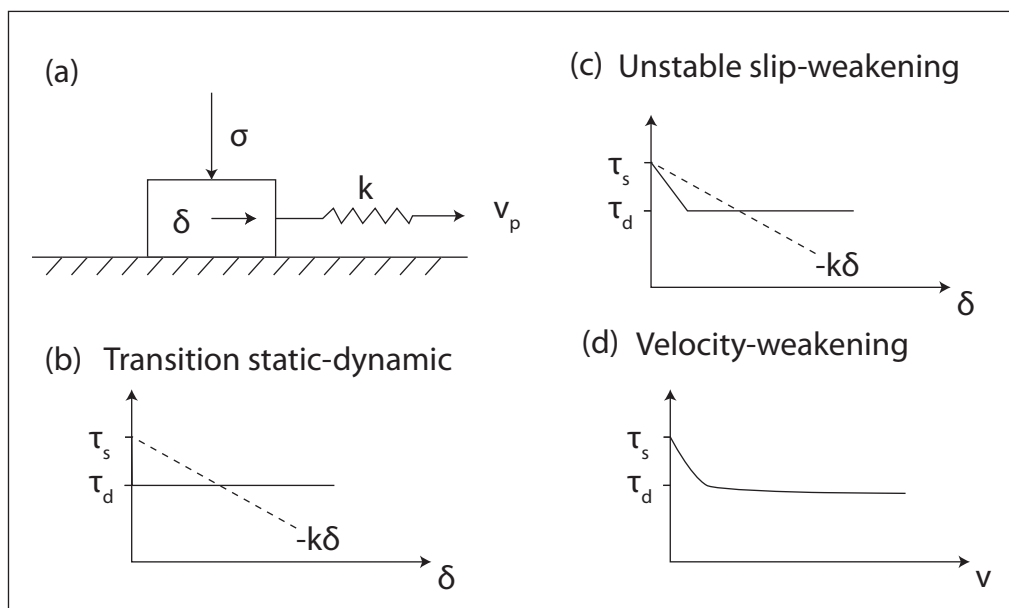 (a)
σ
k
δ
v_p
(b) Transition static-dynamic
τ_s
τ_d
-kδ
δ
(c) Unstable slip-weakening
τ_s
τ_d
-kδ
δ
(d) Velocity-weakening
τ_s
τ_d
v